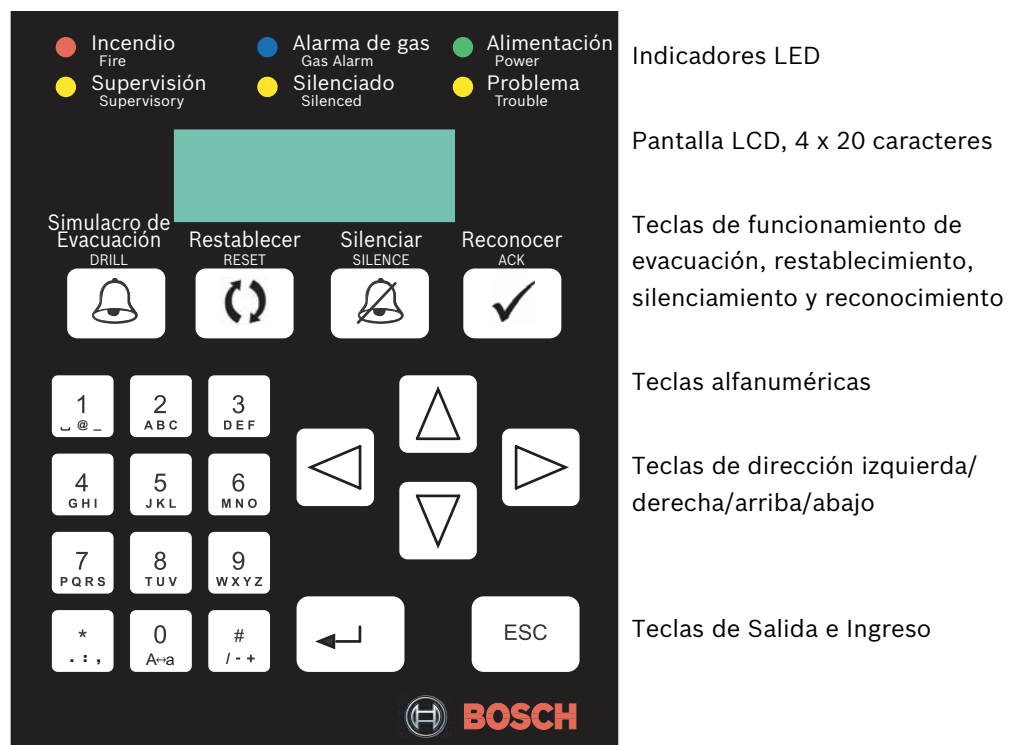 Incendio
Fire
Alarma de gas
Gas Alarm
Alimentación
Power
Indicadores LED
Supervisión
Supervisory
Silenciado
Silenced
Problema
Trouble
Pantalla LCD, 4 x 20 caracteres
Simulacro de
Evacuación
DRILL
Restablecer
RESET
Silenciar
SILENCE
Reconocer
ACK
Teclas de funcionamiento de
evacuación, restablecimiento,
silenciamiento y reconocimiento
1
␣ @ _
2
ABC
3
DEF
Teclas alfanuméricas
4
GHI
5
JKL
6
MNO
Teclas de dirección izquierda/
derecha/arriba/abajo
7
PQRS
8
TUV
9
WXYZ
*
. : ,
0
A↔a
#
/ - +
ESC
Teclas de Salida e Ingreso
BOSCH